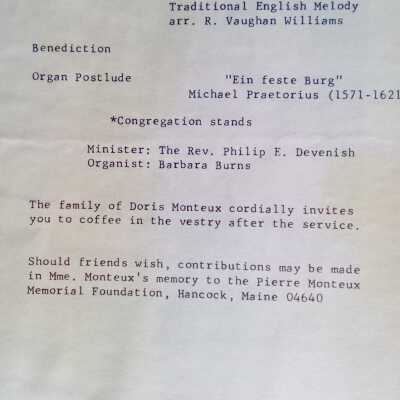 Traditional English Melody
arr. R. Vaughan Williams
Benediction
Organ Postlude "Ein feste Burg"
Michael Praetorius (1571-1621
*Congregation stands
Minister: The Rev. Philip E. Devenish
Organist: Barbara Burns
The family of Doris Monteux cordially invites
you to coffee in the vestry after the service.
Should friends wish, contributions may be made
in Mme. Monteux's memory to the Pierre Monteux
Memorial Foundation, Hancock, Maine 04640